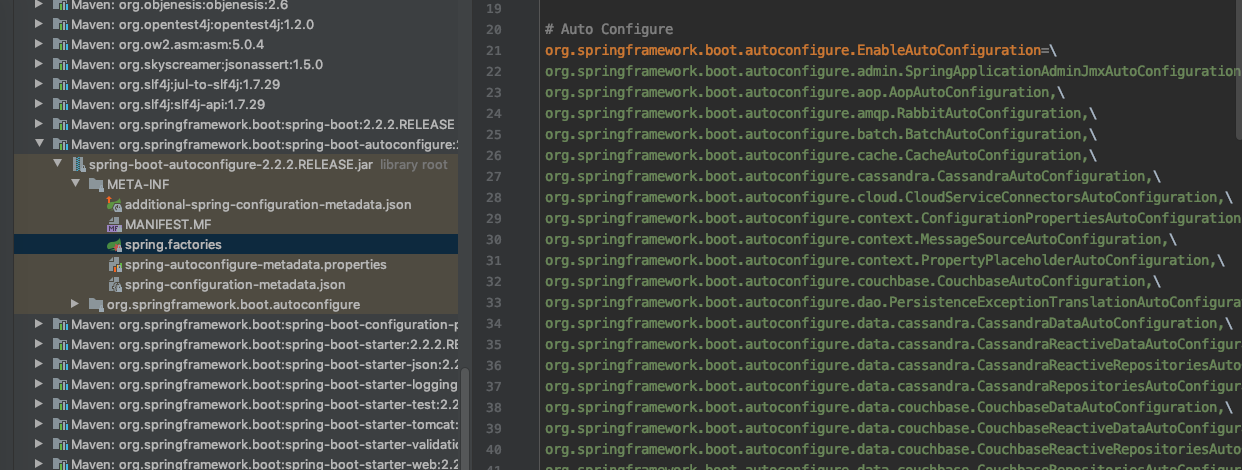 Maven: org.objenesis:objenesis:2.6
Maven: org.opentest4j:opentest4j:1.2.0
Maven: org.ow2.asm:asm:5.0.4
Maven: org.skyscreamer:jsonassert:1.5.0
Maven: org.slf4j:jul-to-slf4j:1.7.29
Maven: org.slf4j:slf4j-api:1.7.29
Maven: org.springframework.boot:spring-boot:2.2.2.RELEASE
Maven: org.springframework.boot:spring-boot-autoconfigure:2
spring-boot-autoconfigure-2.2.2.RELEASE.jar library root
META-INF
additional-spring-configuration-metadata.json
MANIFEST.MF
spring.factories
spring-autoconfigure-metadata.properties
spring-configuration-metadata.json
org.springframework.boot.autoconfigure
Maven: org.springframework.boot:spring-boot-configuration-p
Maven: org.springframework.boot:spring-boot-starter:2.2.2.RE
Maven: org.springframework.boot:spring-boot-starter-json:2.2
Maven: org.springframework.boot:spring-boot-starter-logging
Maven: org.springframework.boot:spring-boot-starter-test:2.2
Maven: org.springframework.boot:spring-boot-starter-tomcat:
Maven: org.springframework.boot:spring-boot-starter-validatio
Maven: org.springframework.boot:spring-boot-starter-web:2.2
19
20 # Auto Configure
21 org.springframework.boot.autoconfigure.EnableAutoConfiguration=\
22 org.springframework.boot.autoconfigure.admin.SpringApplicationAdminJmxAutoConfiguration
23 org.springframework.boot.autoconfigure.aop.AopAutoConfiguration,\
24 org.springframework.boot.autoconfigure.amqp.RabbitAutoConfiguration,\
25 org.springframework.boot.autoconfigure.batch.BatchAutoConfiguration,\
26 org.springframework.boot.autoconfigure.cache.CacheAutoConfiguration,\
27 org.springframework.boot.autoconfigure.cassandra.CassandraAutoConfiguration,\
28 org.springframework.boot.autoconfigure.cloud.CloudServiceConnectorsAutoConfiguration,\
29 org.springframework.boot.autoconfigure.context.ConfigurationPropertiesAutoConfiguration
30 org.springframework.boot.autoconfigure.context.MessageSourceAutoConfiguration,\
31 org.springframework.boot.autoconfigure.context.PropertyPlaceholderAutoConfiguration,\
32 org.springframework.boot.autoconfigure.couchbase.CouchbaseAutoConfiguration,\
33 org.springframework.boot.autoconfigure.dao.PersistenceExceptionTranslationAutoConfigura
34 org.springframework.boot.autoconfigure.data.cassandra.CassandraDataAutoConfiguration,\
35 org.springframework.boot.autoconfigure.data.cassandra.CassandraReactiveDataAutoConfigur
36 org.springframework.boot.autoconfigure.data.cassandra.CassandraReactiveRepositoriesAuto
37 org.springframework.boot.autoconfigure.data.cassandra.CassandraRepositoriesAutoConfigur
38 org.springframework.boot.autoconfigure.data.couchbase.CouchbaseDataAutoConfiguration,\
39 org.springframework.boot.autoconfigure.data.couchbase.CouchbaseReactiveDataAutoConfigur
40 org.springframework.boot.autoconfigure.data.couchbase.CouchbaseReactiveRepositoriesAuto